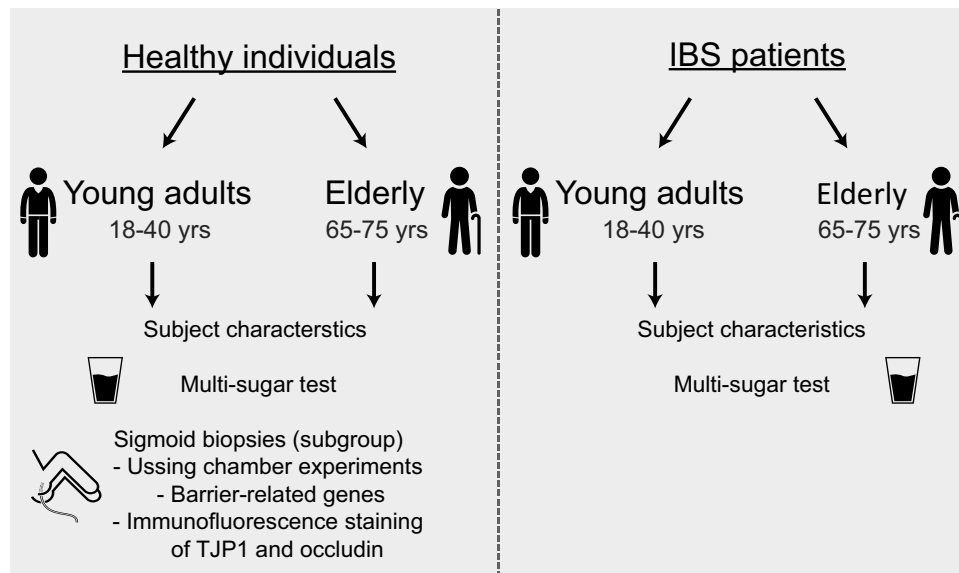 Healthy individuals
Young adults
18-40 yrs
Elderly
65-75 yrs
Subject characterstics
Multi-sugar test
Sigmoid biopsies (subgroup)
- Ussing chamber experiments
- Barrier-related genes
- Immunofluorescence staining
of TJP1 and occludin
IBS patients
Young adults
18-40 yrs
Elderly
65-75 yrs
Subject characteristics
Multi-sugar test